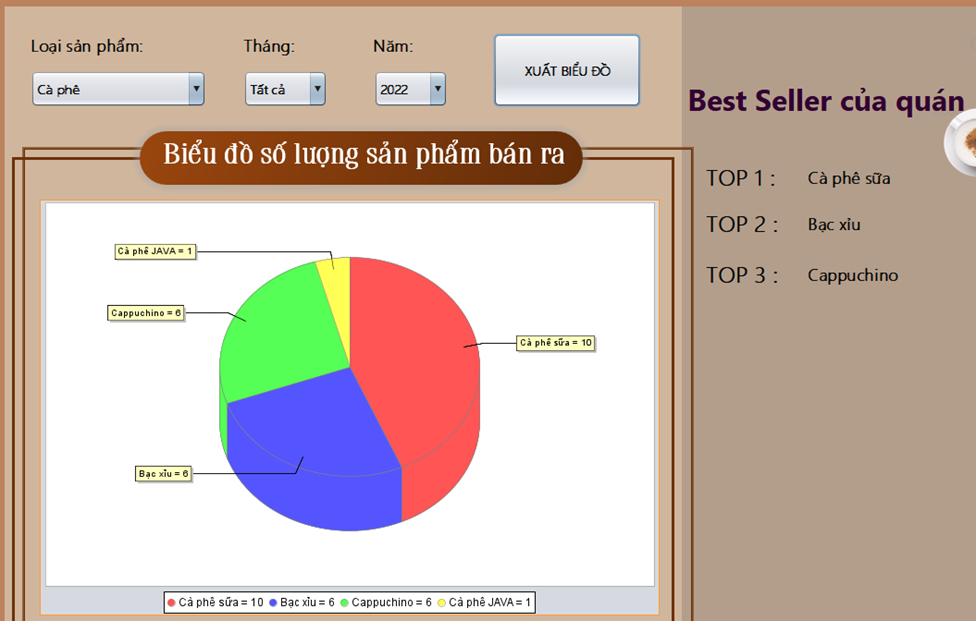 Loại sản phẩm:
Tháng:
Năm:
Cà phê
Tất cả
2022
XUẤT BIỂU ĐỒ
Best Seller của quán
Biểu đồ số lượng sản phẩm bán ra
TOP 1 :
Cà phê sữa
TOP 2 :
Bạc xỉu
TOP 3 :
Cappuchino
Cà phê JAVA = 1
Cappuchino = 6
Cà phê sữa = 10
Bạc xỉu = 6
Cà phê sữa = 10 Bạc xỉu = 6 Cappuchino = 6 Cà phê JAVA = 1